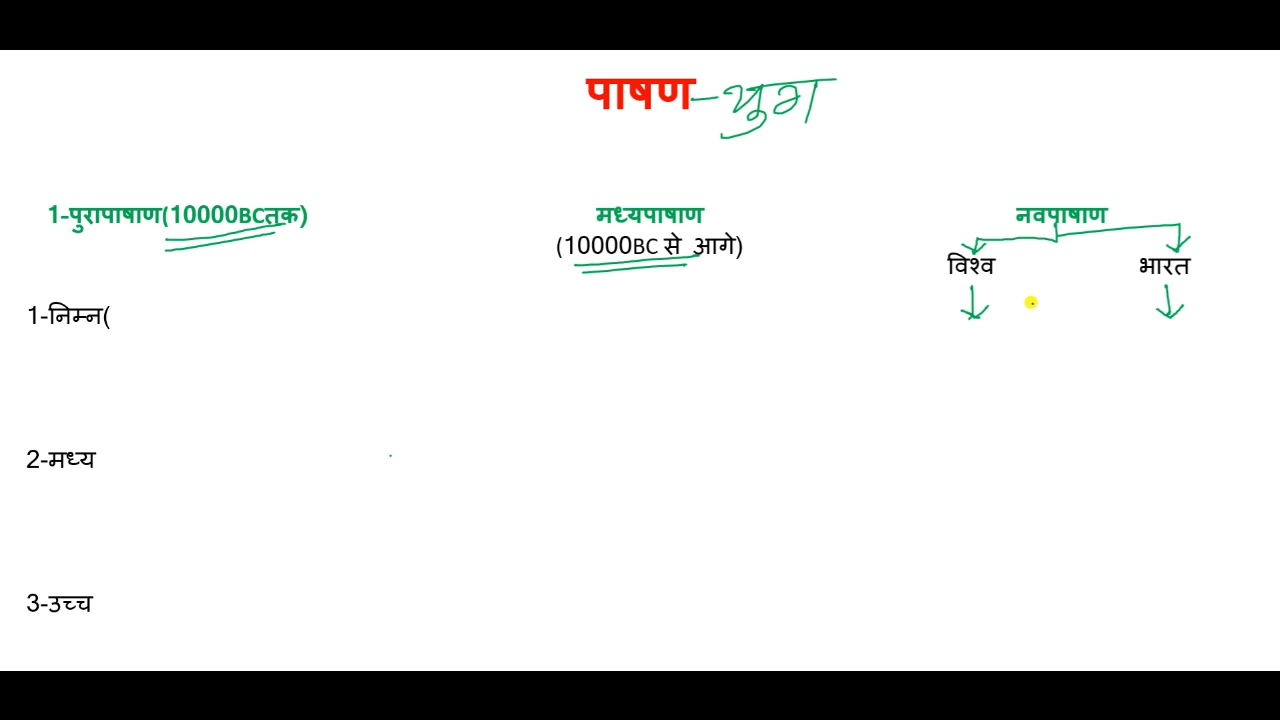 पाषण-युग
1-पुरापाषाण(10000BCतक)
मध्यपाषाण
(10000BC से आगे)
नवपाषाण
विश्व
भारत
1-निम्न(
2-मध्य
3-उच्च